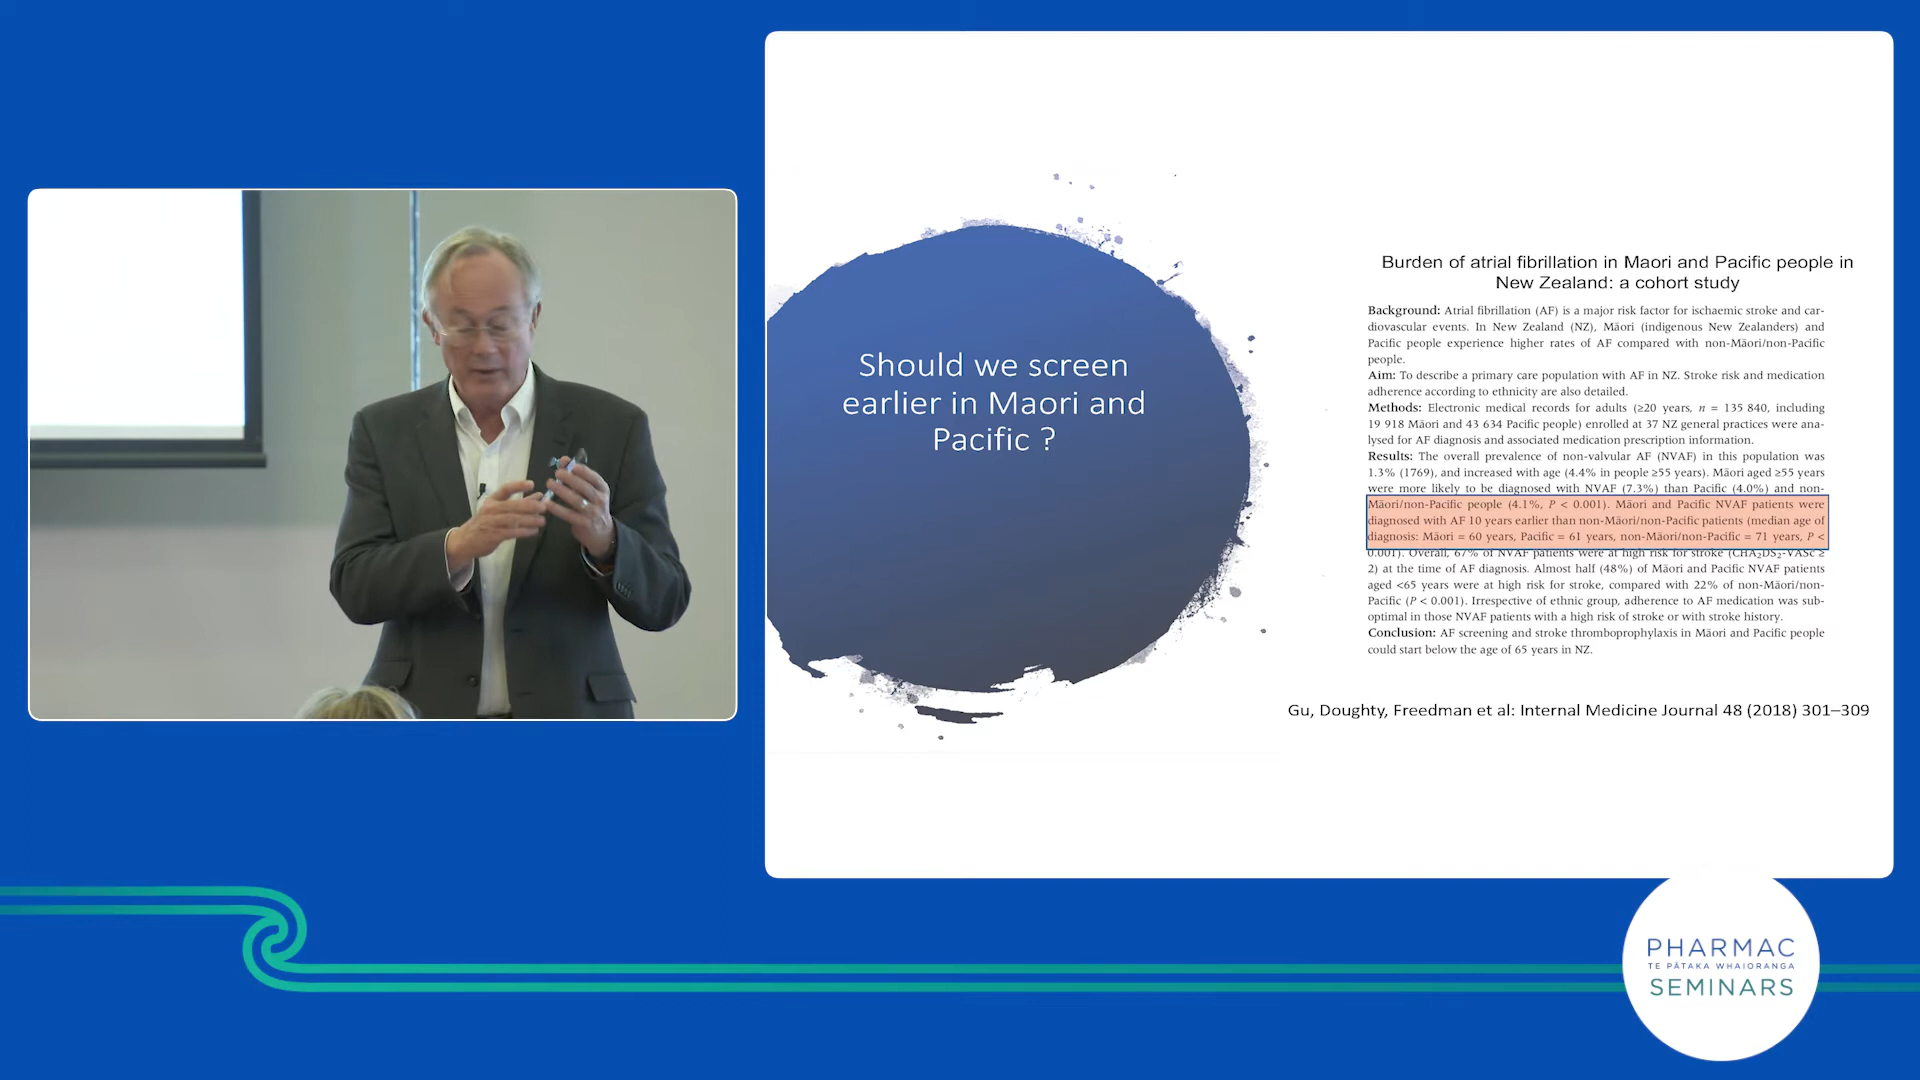 Should we screen
earlier in Maori and
Pacific ?
Burden of atrial fibrillation in Maori and Pacific people in
New Zealand: a cohort study
Background: Atrial fibrillation (AF) is a major risk factor for ischaemic stroke and car-
diovascular events. In New Zealand (NZ), Māori (indigenous New Zealanders) and
Pacific people experience higher rates of AF compared with non-Māori/non-Pacific
people.
Aim: To describe a primary care population with AF in NZ. Stroke risk and medication
adherence according to ethnicity are also detailed.
Methods: Electronic medical records for adults (≥20 years, n = 135 840, including
19 918 Māori and 43 634 Pacific people) enrolled at 37 NZ general practices were ana-
lysed for AF diagnosis and associated medication prescription information.
Results: The overall prevalence of non-valvular AF (NVAF) in this population was
1.3% (1769), and increased with age (4.4% in people ≥55 years). Māori aged ≥55 years
were more likely to be diagnosed with NVAF (7.3%) than Pacific (4.0%) and non-
Māori/non-Pacific people (4.1%, P < 0.001). Māori and Pacific NVAF patients were
diagnosed with AF 10 years earlier than non-Māori/non-Pacific patients (median age of
diagnosis: Māori = 60 years, Pacific = 61 years, non-Māori/non-Pacific = 71 years, P <
0.001). Overall, 67% of NVAF patients were at high risk for stroke (CHA₂DS₂-VASc ≥
2) at the time of AF diagnosis. Almost half (48%) of Māori and Pacific NVAF patients
aged <65 years were at high risk for stroke, compared with 22% of non-Māori/non-
Pacific (P < 0.001). Irrespective of ethnic group, adherence to AF medication was sub-
optimal in those NVAF patients with a high risk of stroke or with stroke history.
Conclusion: AF screening and stroke thromboprophylaxis in Māori and Pacific people
could start below the age of 65 years in NZ.
Gu, Doughty, Freedman et al: Internal Medicine Journal 48 (2018) 301–309
PHARMAC
TE PĀTAKA WHAIORANGA
SEMINARS